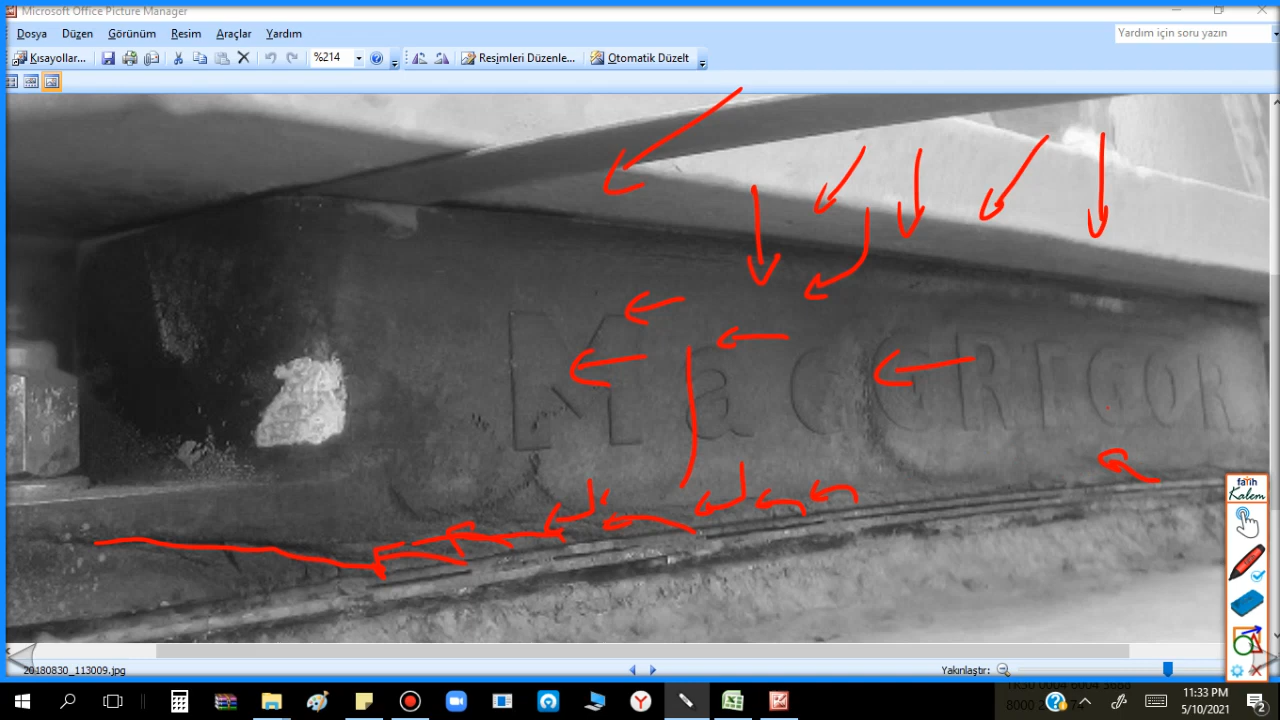 Microsoft Office Picture Manager
Dosya Düzen Görünüm Resim Araçlar Yardım
Yardım için soru yazın
Kısayollar... %214 Resimleri Düzenle... Otomatik Düzelt
fatih
Kalem
20180830_113009.jpg
Yakınlaştır:
11:33 PM
5/10/2021
2